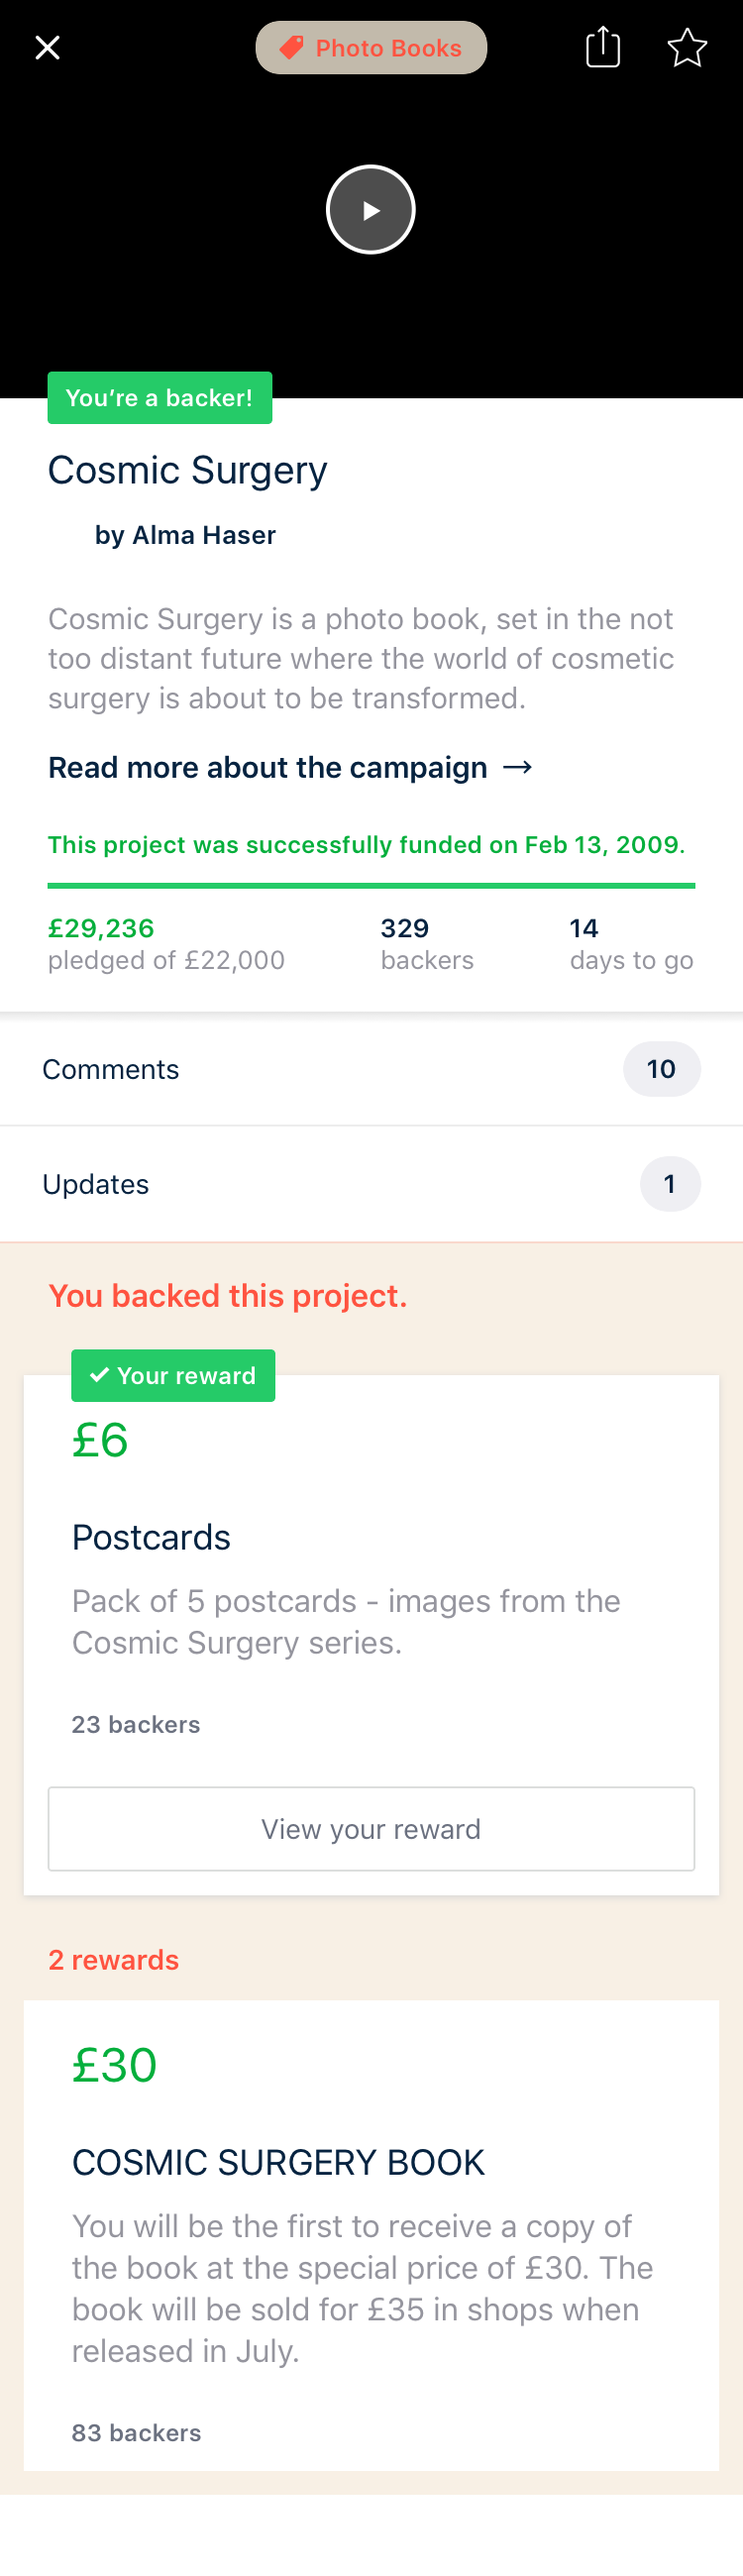 Photo Books
You’re a backer!
Cosmic Surgery
by Alma Haser
Cosmic Surgery is a photo book, set in the not
too distant future where the world of cosmetic
surgery is about to be transformed.
Read more about the campaign →
This project was successfully funded on Feb 13, 2009.
£29,236
pledged of £22,000
329
backers
14
days to go
Comments
10
Updates
1
You backed this project.
Your reward
£6
Postcards
Pack of 5 postcards - images from the
Cosmic Surgery series.
23 backers
View your reward
2 rewards
£30
COSMIC SURGERY BOOK
You will be the first to receive a copy of
the book at the special price of £30. The
book will be sold for £35 in shops when
released in July.
83 backers